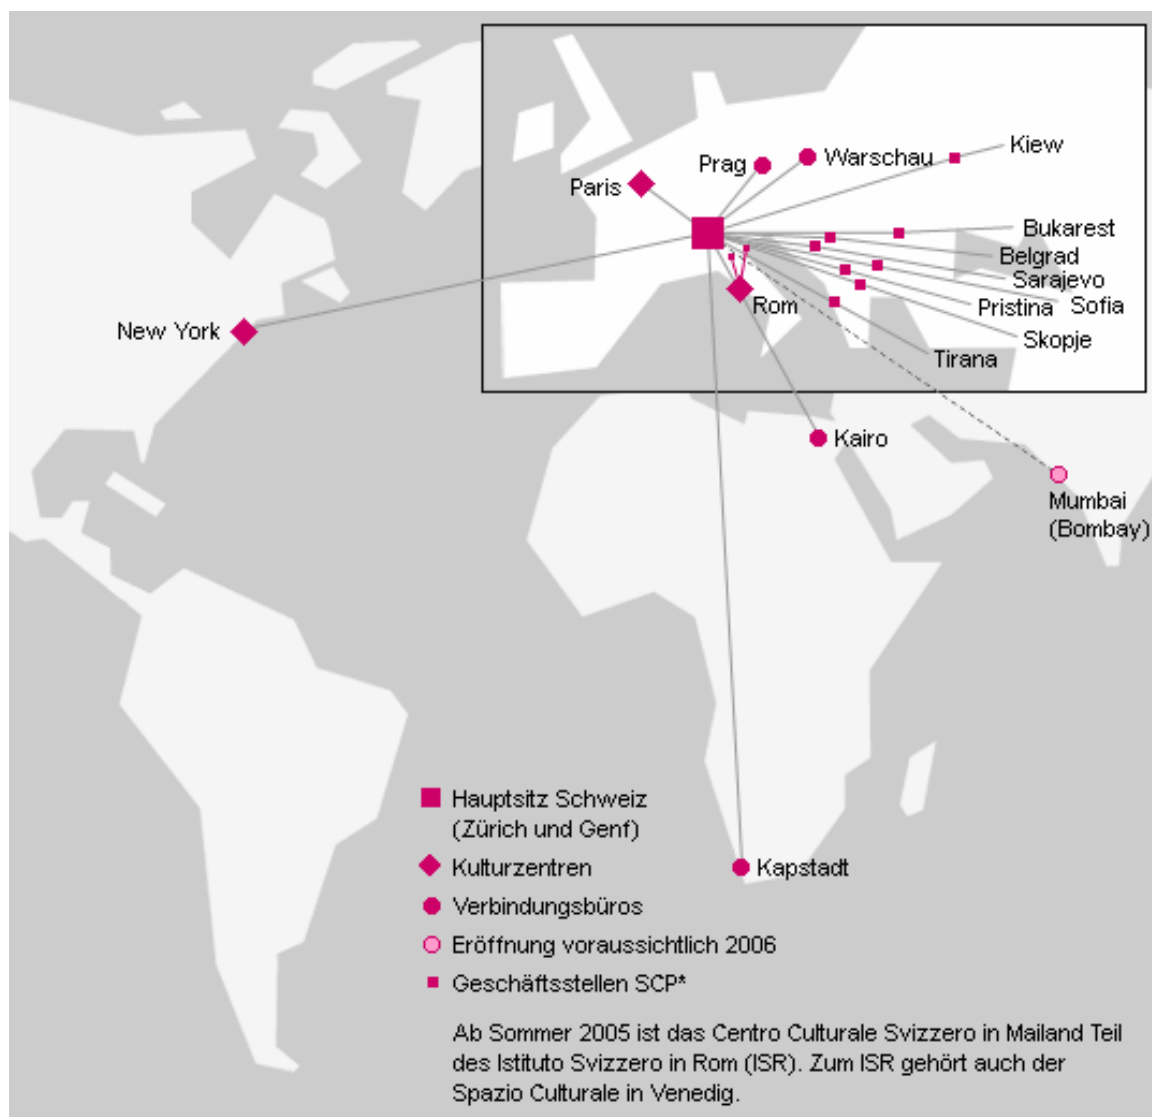 Kiew
Warschau
Prag
Paris
Bukarest
Belgrad
Sarajevo
Sofia
Pristina
Rom
Skopje
Tirana
New York
Kairo
Mumbai
(Bombay)
Hauptsitz Schweiz
(Zürich und Genf)
Kapstadt
Kulturzentren
Verbindungsbüros
Eröffnung voraussichtlich 2006
Geschäftsstellen SCP*
Ab Sommer 2005 ist das Centro Culturale Svizzero in Mailand Teil
des Istituto Svizzero in Rom (ISR). Zum ISR gehört auch der
Spazio Culturale in Venedig.